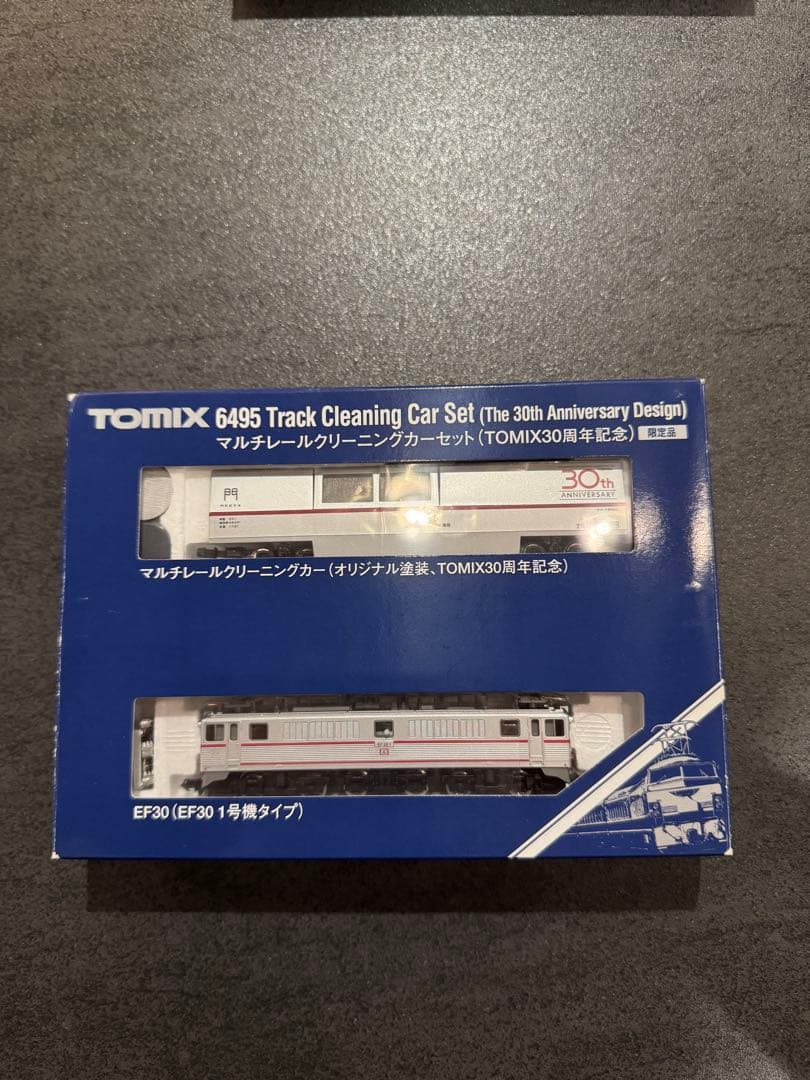 TOMIX 6495 Track Cleaning Car Set (The 30th Anniversary Design)
マルチレールクリーニングカーセット(TOMIX30周年記念) 限定品
門
30th
ANNIVERSARY
マルチレールクリーニングカー(オリジナル塗装、TOMIX30周年記念)
EF30 1
EF30(EF30 1号機タイプ)